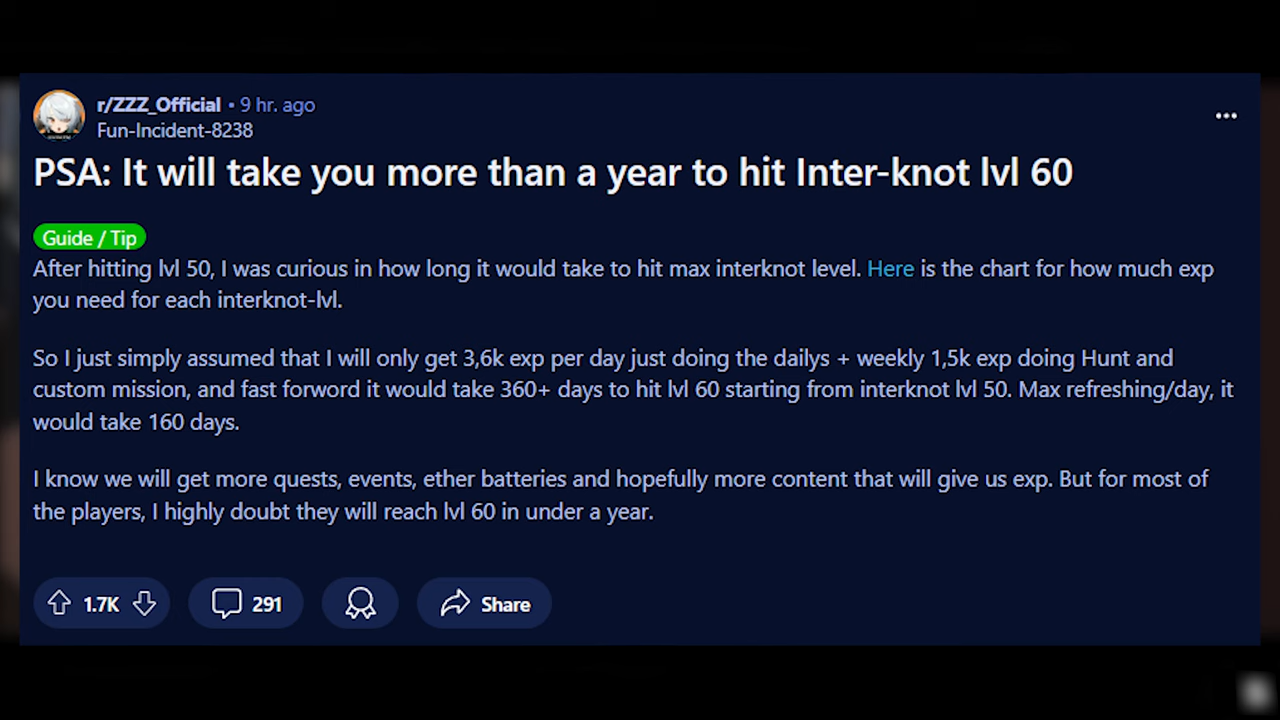 r/ZZZ_Official • 9 hr. ago
Fun-Incident-8238
PSA: It will take you more than a year to hit Inter-knot lvl 60
Guide / Tip
After hitting lvl 50, I was curious in how long it would take to hit max interknot level. Here is the chart for how much exp
you need for each interknot-lvl.
So I just simply assumed that I will only get 3,6k exp per day just doing the dailys + weekly 1,5k exp doing Hunt and
custom mission, and fast forword it would take 360+ days to hit lvl 60 starting from interknot lvl 50. Max refreshing/day, it
would take 160 days.
I know we will get more quests, events, ether batteries and hopefully more content that will give us exp. But for most of
the players, I highly doubt they will reach lvl 60 in under a year.
1.7K 291 Share